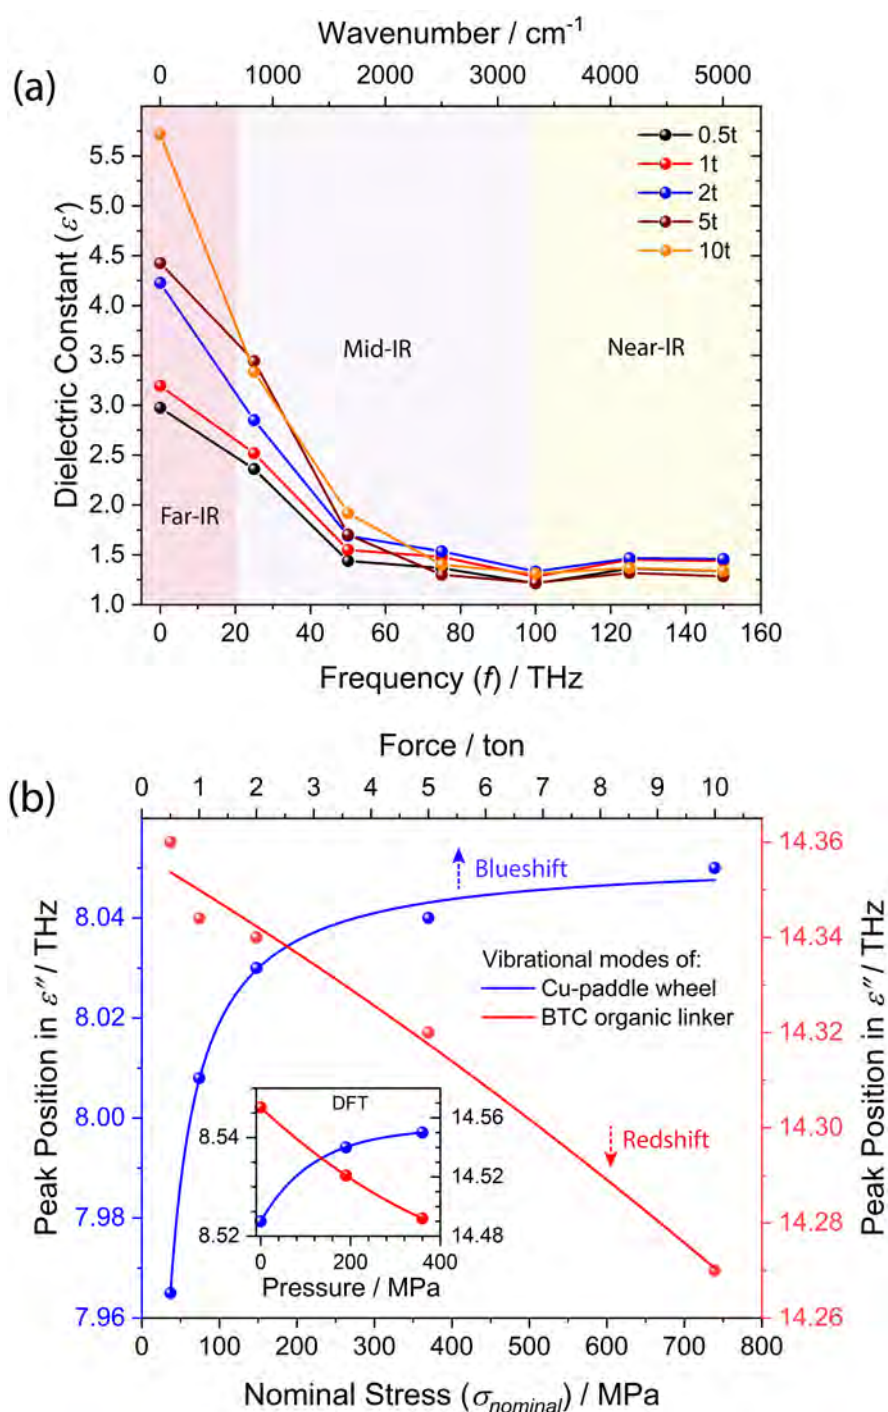 (a)
Wavenumber / cm⁻¹
0 1000 2000 3000 4000 5000
Dielectric Constant (ε')
5.5
5.0
4.5
4.0
3.5
3.0
2.5
2.0
1.5
1.0
0.5t
1t
2t
5t
10t
Far-IR
Mid-IR
Near-IR
0 20 40 60 80 100 120 140 160
Frequency (f) / THz
(b)
Force / ton
0 1 2 3 4 5 6 7 8 9 10
Peak Position in ε″ / THz
8.04
8.02
8.00
7.98
7.96
Blueshift
Vibrational modes of:
Cu-paddle wheel
BTC organic linker
Redshift
DFT
8.54
8.52
14.56
14.52
14.48
0 200 400
Pressure / MPa
14.36
14.34
14.32
14.30
14.28
14.26
Peak Position in ε″ / THz
0 100 200 300 400 500 600 700 800
Nominal Stress (σnominal) / MPa